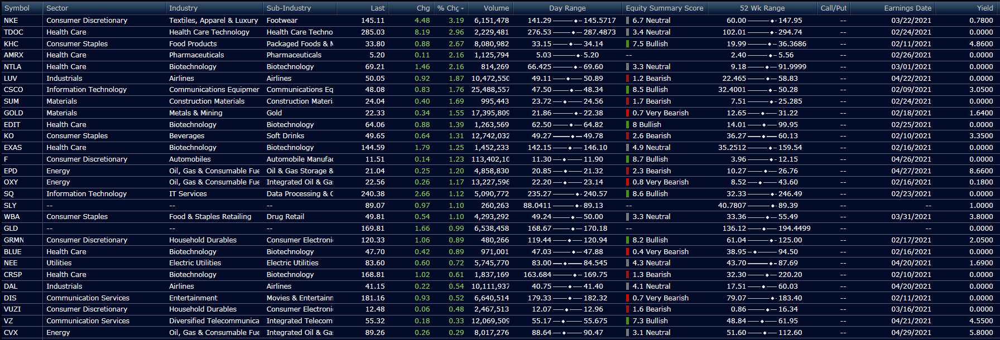 Symbol Sector Industry Sub-Industry Last Chg % Chg Volume Day Range Equity Summary Score 52 Wk Range Call/Put Earnings Date Yield
NKE Consumer Discretionary Textiles, Apparel & Luxury Footwear 145.11 4.48 3.19 6,151,478 141.29 145.5717 6.7 Neutral 60.00 147.95 -- 03/22/2021 0.7800
TDOC Health Care Health Care Technology Health Care Techno 285.03 8.19 2.96 2,229,481 276.53 287.4873 3.4 Neutral 102.01 294.74 -- 02/24/2021 0.0000
KHC Consumer Staples Food Products Packaged Foods & M 33.80 0.88 2.67 8,080,982 33.15 34.14 7.5 Bullish 19.99 36.3686 -- 02/11/2021 4.8600
AMRX Health Care Pharmaceuticals Pharmaceuticals 5.20 0.11 2.16 1,125,794 5.03 5.20 -- 2.40 5.56 -- 02/26/2021 0.0000
NTLA Health Care Biotechnology Biotechnology 69.21 1.46 2.16 814,269 66.425 69.60 3.3 Neutral 9.18 91.9999 -- 03/01/2021 0.0000
LUV Industrials Airlines Airlines 50.05 0.92 1.87 10,472,550 49.11 50.89 1.2 Bearish 22.465 58.83 -- 04/22/2021 0.0000
CSCO Information Technology Communications Equipmer Communications Eq 48.08 0.83 1.76 25,488,557 47.50 48.34 8.5 Bullish 32.4001 50.28 -- 02/09/2021 3.0500
SUM Materials Construction Materials Construction Materi 24.04 0.40 1.69 995,443 23.72 24.56 1.7 Bearish 7.51 25.285 -- 02/24/2021 0.0000
GOLD Materials Metals & Mining Gold 22.33 0.34 1.55 17,395,809 21.86 22.38 0.7 Very Bearish 12.65 31.22 -- 02/18/2021 1.6400
EDIT Health Care Biotechnology Biotechnology 64.06 0.88 1.39 1,263,569 62.50 64.82 8 Bullish 14.01 99.95 -- 02/25/2021 0.0000
KO Consumer Staples Beverages Soft Drinks 49.65 0.64 1.31 12,742,032 49.27 49.78 2.6 Bearish 36.27 60.13 -- 02/10/2021 3.3500
EXAS Health Care Biotechnology Biotechnology 144.59 1.79 1.25 1,452,233 142.15 146.10 4.9 Neutral 35.2512 159.54 -- 02/16/2021 0.0000
F Consumer Discretionary Automobiles Automobile Manufac 11.51 0.14 1.23 113,402,10 11.30 11.90 8.7 Bullish 3.96 12.15 -- 04/26/2021 0.0000
EPD Energy Oil, Gas & Consumable Fue Oil & Gas Storage & 21.04 0.25 1.20 4,858,830 20.85 21.32 2.3 Bearish 10.27 26.76 -- 04/27/2021 8.6600
OXY Energy Oil, Gas & Consumable Fue Integrated Oil & Ga 22.56 0.26 1.17 13,227,596 22.20 23.14 0.8 Very Bearish 8.52 43.60 -- 02/16/2021 0.1800
SQ Information Technology IT Services Data Processing & C 240.38 2.66 1.12 5,090,772 235.27 240.57 8.6 Bullish 32.33 246.49 -- 02/23/2021 0.0000
SLY -- -- -- 89.07 0.97 1.10 260,263 88.0411 89.13 -- 40.7807 89.39 -- -- 1.0000
WBA Consumer Staples Food & Staples Retailing Drug Retail 49.81 0.54 1.10 4,293,292 49.24 50.00 3.3 Neutral 33.36 55.49 -- 03/31/2021 3.8000
GLD -- -- -- 169.81 1.66 0.99 6,538,458 168.67 170.18 -- 136.12 194.4499 -- -- 0.0000
GRMN Consumer Discretionary Household Durables Consumer Electroni 120.33 1.06 0.89 480,266 119.44 120.94 8.2 Bullish 61.04 125.00 -- 02/17/2021 2.0500
BLUE Health Care Biotechnology Biotechnology 47.70 0.42 0.89 971,001 47.03 47.88 0.4 Very Bearish 38.95 94.50 -- 02/16/2021 0.0000
NEE Utilities Electric Utilities Electric Utilities 83.60 0.60 0.72 5,745,770 83.00 84.545 4.3 Neutral 43.70 87.69 -- 04/20/2021 1.6900
CRSP Health Care Biotechnology Biotechnology 168.81 1.02 0.61 1,837,169 163.684 169.75 1.3 Bearish 32.30 220.20 -- 02/10/2021 0.0000
DAL Industrials Airlines Airlines 41.15 0.22 0.54 10,111,937 40.75 41.40 4.1 Neutral 17.51 60.03 -- 04/20/2021 0.0000
DIS Communication Services Entertainment Movies & Entertainn 181.16 0.93 0.52 6,640,514 179.33 182.32 0.7 Very Bearish 79.07 183.40 -- 02/11/2021 0.0000
VUZI Consumer Discretionary Household Durables Consumer Electroni 12.48 0.06 0.48 2,467,513 12.07 12.96 1.6 Bearish 0.86 16.34 -- 03/16/2021 0.0000
VZ Communication Services Diversified Telecommunica Integrated Telecom 55.32 0.18 0.33 12,069,509 55.17 55.675 7.3 Bullish 48.84 61.95 -- 04/21/2021 4.5500
CVX Energy Oil, Gas & Consumable Fue Integrated Oil & Ga 89.26 0.26 0.29 8,017,276 88.64 90.47 3.1 Neutral 51.60 112.60 -- 04/29/2021 5.8000